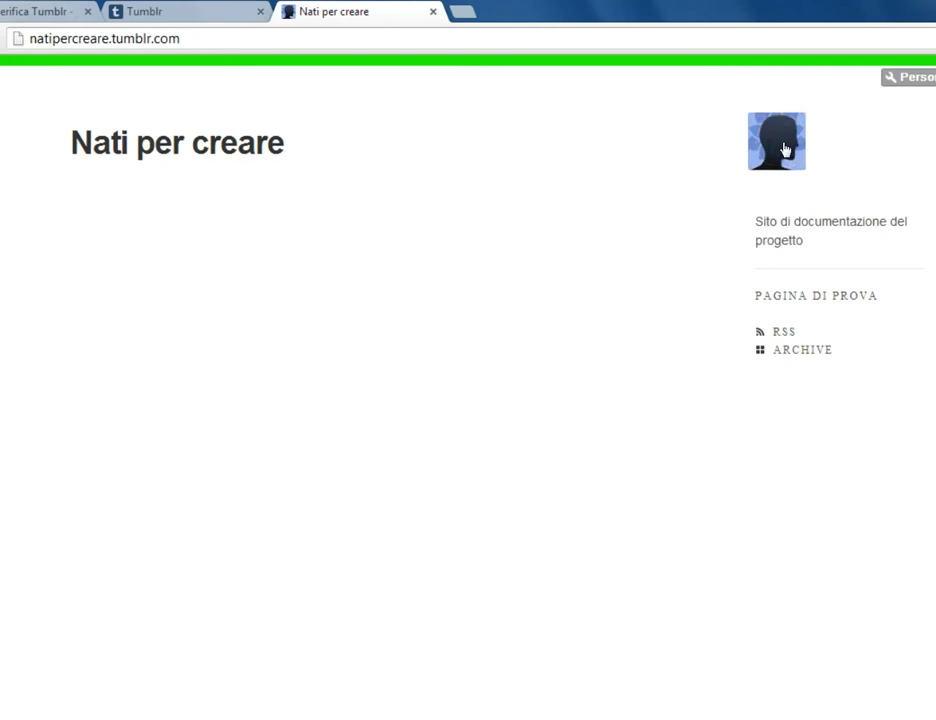 erifica Tumblr -
Tumblr
Nati per creare
natipercreare.tumblr.com
Nati per creare
Sito di documentazione del
progetto
PAGINA DI PROVA
RSS
ARCHIVE